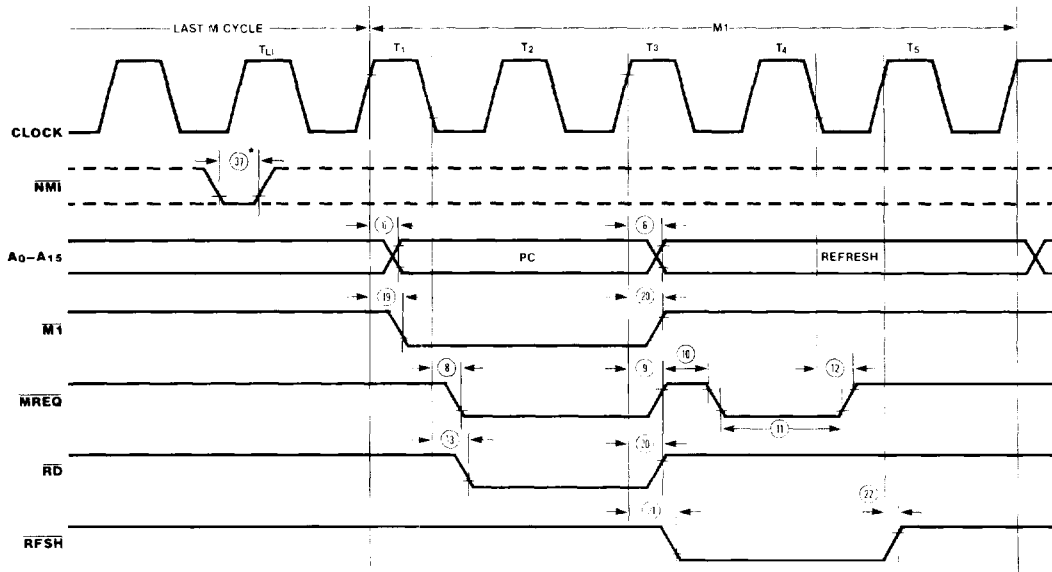 LAST M CYCLE M1
TLI T1 T2 T3 T4 T5
CLOCK
37*
NMI
6 6
A0–A15 PC REFRESH
19 20
M1
8 9 10 12
MREQ
11
13 20
RD
22
RFSH